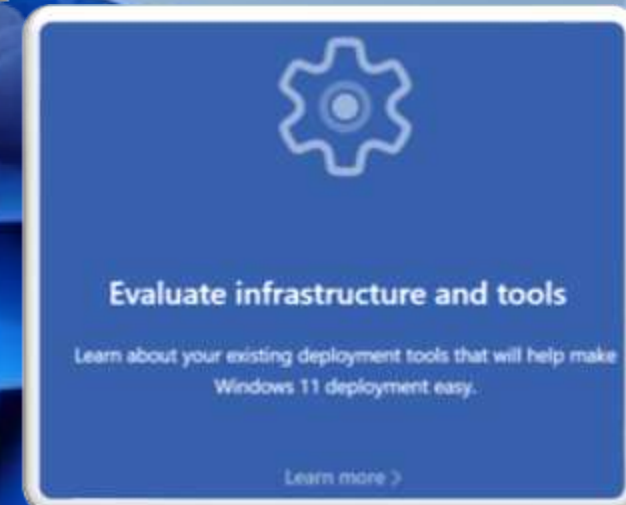 Evaluate infrastructure and tools
Learn about your existing deployment tools that will help make
Windows 11 deployment easy.
Learn more >